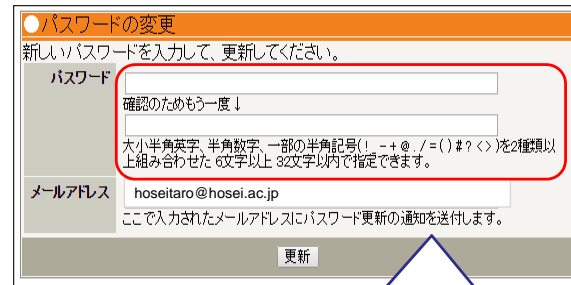 ●パスワードの変更
新しいパスワードを入力して、更新してください。
パスワード
確認のためもう一度↓
大小半角英字、半角数字、一部の半角記号(! _ - + @ . / = ( ) # ? < > )を2種類以
上組み合わせた 6文字以上 32文字以内で指定できます。
メールアドレス
hoseitaro@hosei.ac.jp
ここで入力されたメールアドレスにパスワード更新の通知を送付します。
更新